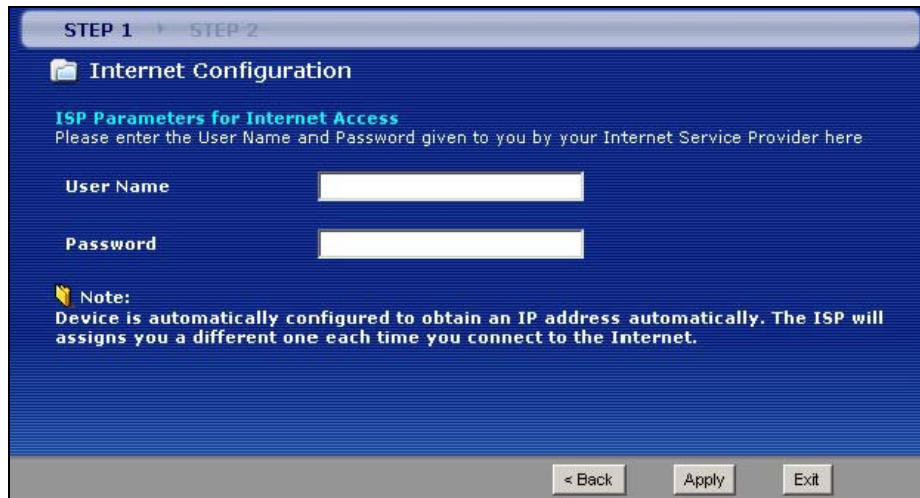 STEP 1 STEP 2
Internet Configuration
ISP Parameters for Internet Access
Please enter the User Name and Password given to you by your Internet Service Provider here
User Name
Password
Note:
Device is automatically configured to obtain an IP address automatically. The ISP will
assigns you a different one each time you connect to the Internet.
< Back Apply Exit